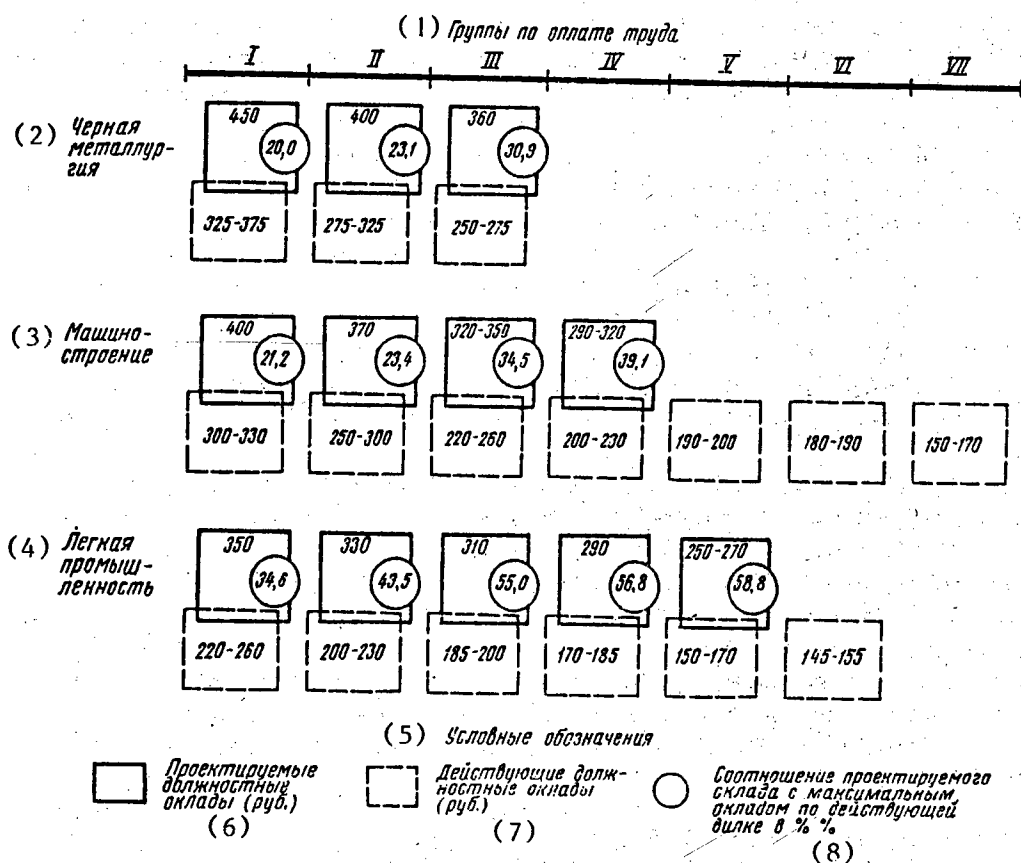 (1) Группы по оплате труда
I II III IV V VI VII
(2) Черная
металлур-
гия
450 400 360
20,0 23,1 30,9
325-375 275-325 250-275
(3) Машино-
строение
400 370 320-350 290-320
21,2 23,4 34,5 39,1
300-330 250-300 220-260 200-230 190-200 180-190 150-170
(4) Легкая
промыш-
ленность
350 330 310 290 250-270
34,6 43,5 55,0 56,8 58,8
220-260 200-230 185-200 170-185 150-170 145-155
(5) Условные обозначения
Проектируемые
должностные
оклады (руб.)
(6)
Действующие долж-
ностные оклады
(руб.)
(7)
Соотношение проектируемого
оклада с максимальным
окладом по действующей
вилке в % %
(8)